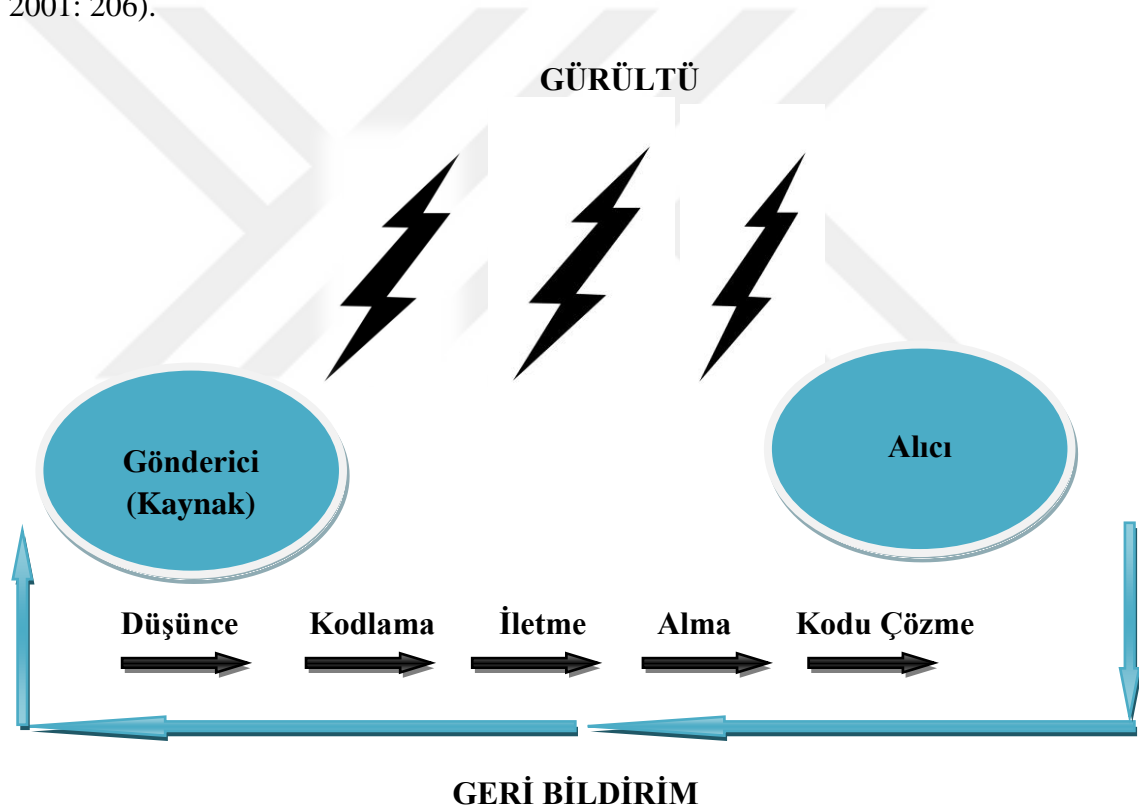 2001: 206).
GÜRÜLTÜ
Gönderici
(Kaynak)
Alıcı
Düşünce Kodlama İletme Alma Kodu Çözme
GERİ BİLDİRİM